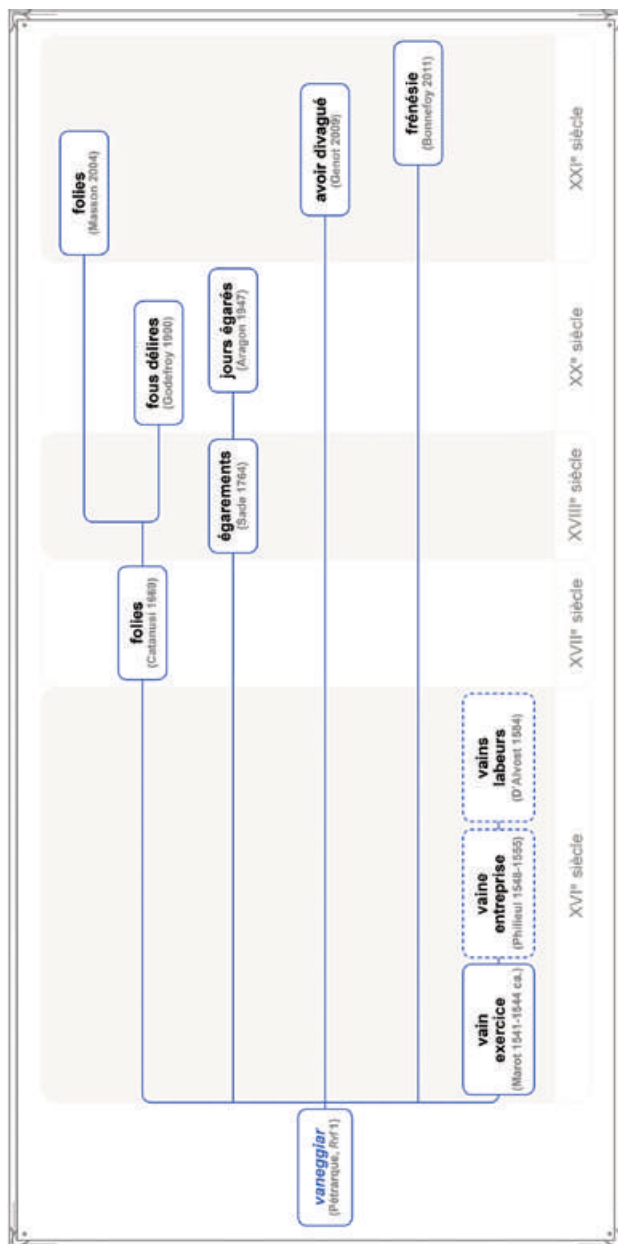 vaneggiar
(Pétrarque, Rvf 1)
folies
(Catanusi 1669)
folies
(Masson 2004)
fous délires
(Godefroy 1900)
égarements
(Sade 1764)
jours égarés
(Aragon 1947)
avoir divagué
(Genot 2009)
frénésie
(Bonnefoy 2011)
vain
exercice
(Marot 1541-1544 ca.)
vaine
entreprise
(Philieul 1548-1555)
vains
labeurs
(D'Alvost 1584)
XVIe siècle
XVIIe siècle
XVIIIe siècle
XXe siècle
XXIe siècle